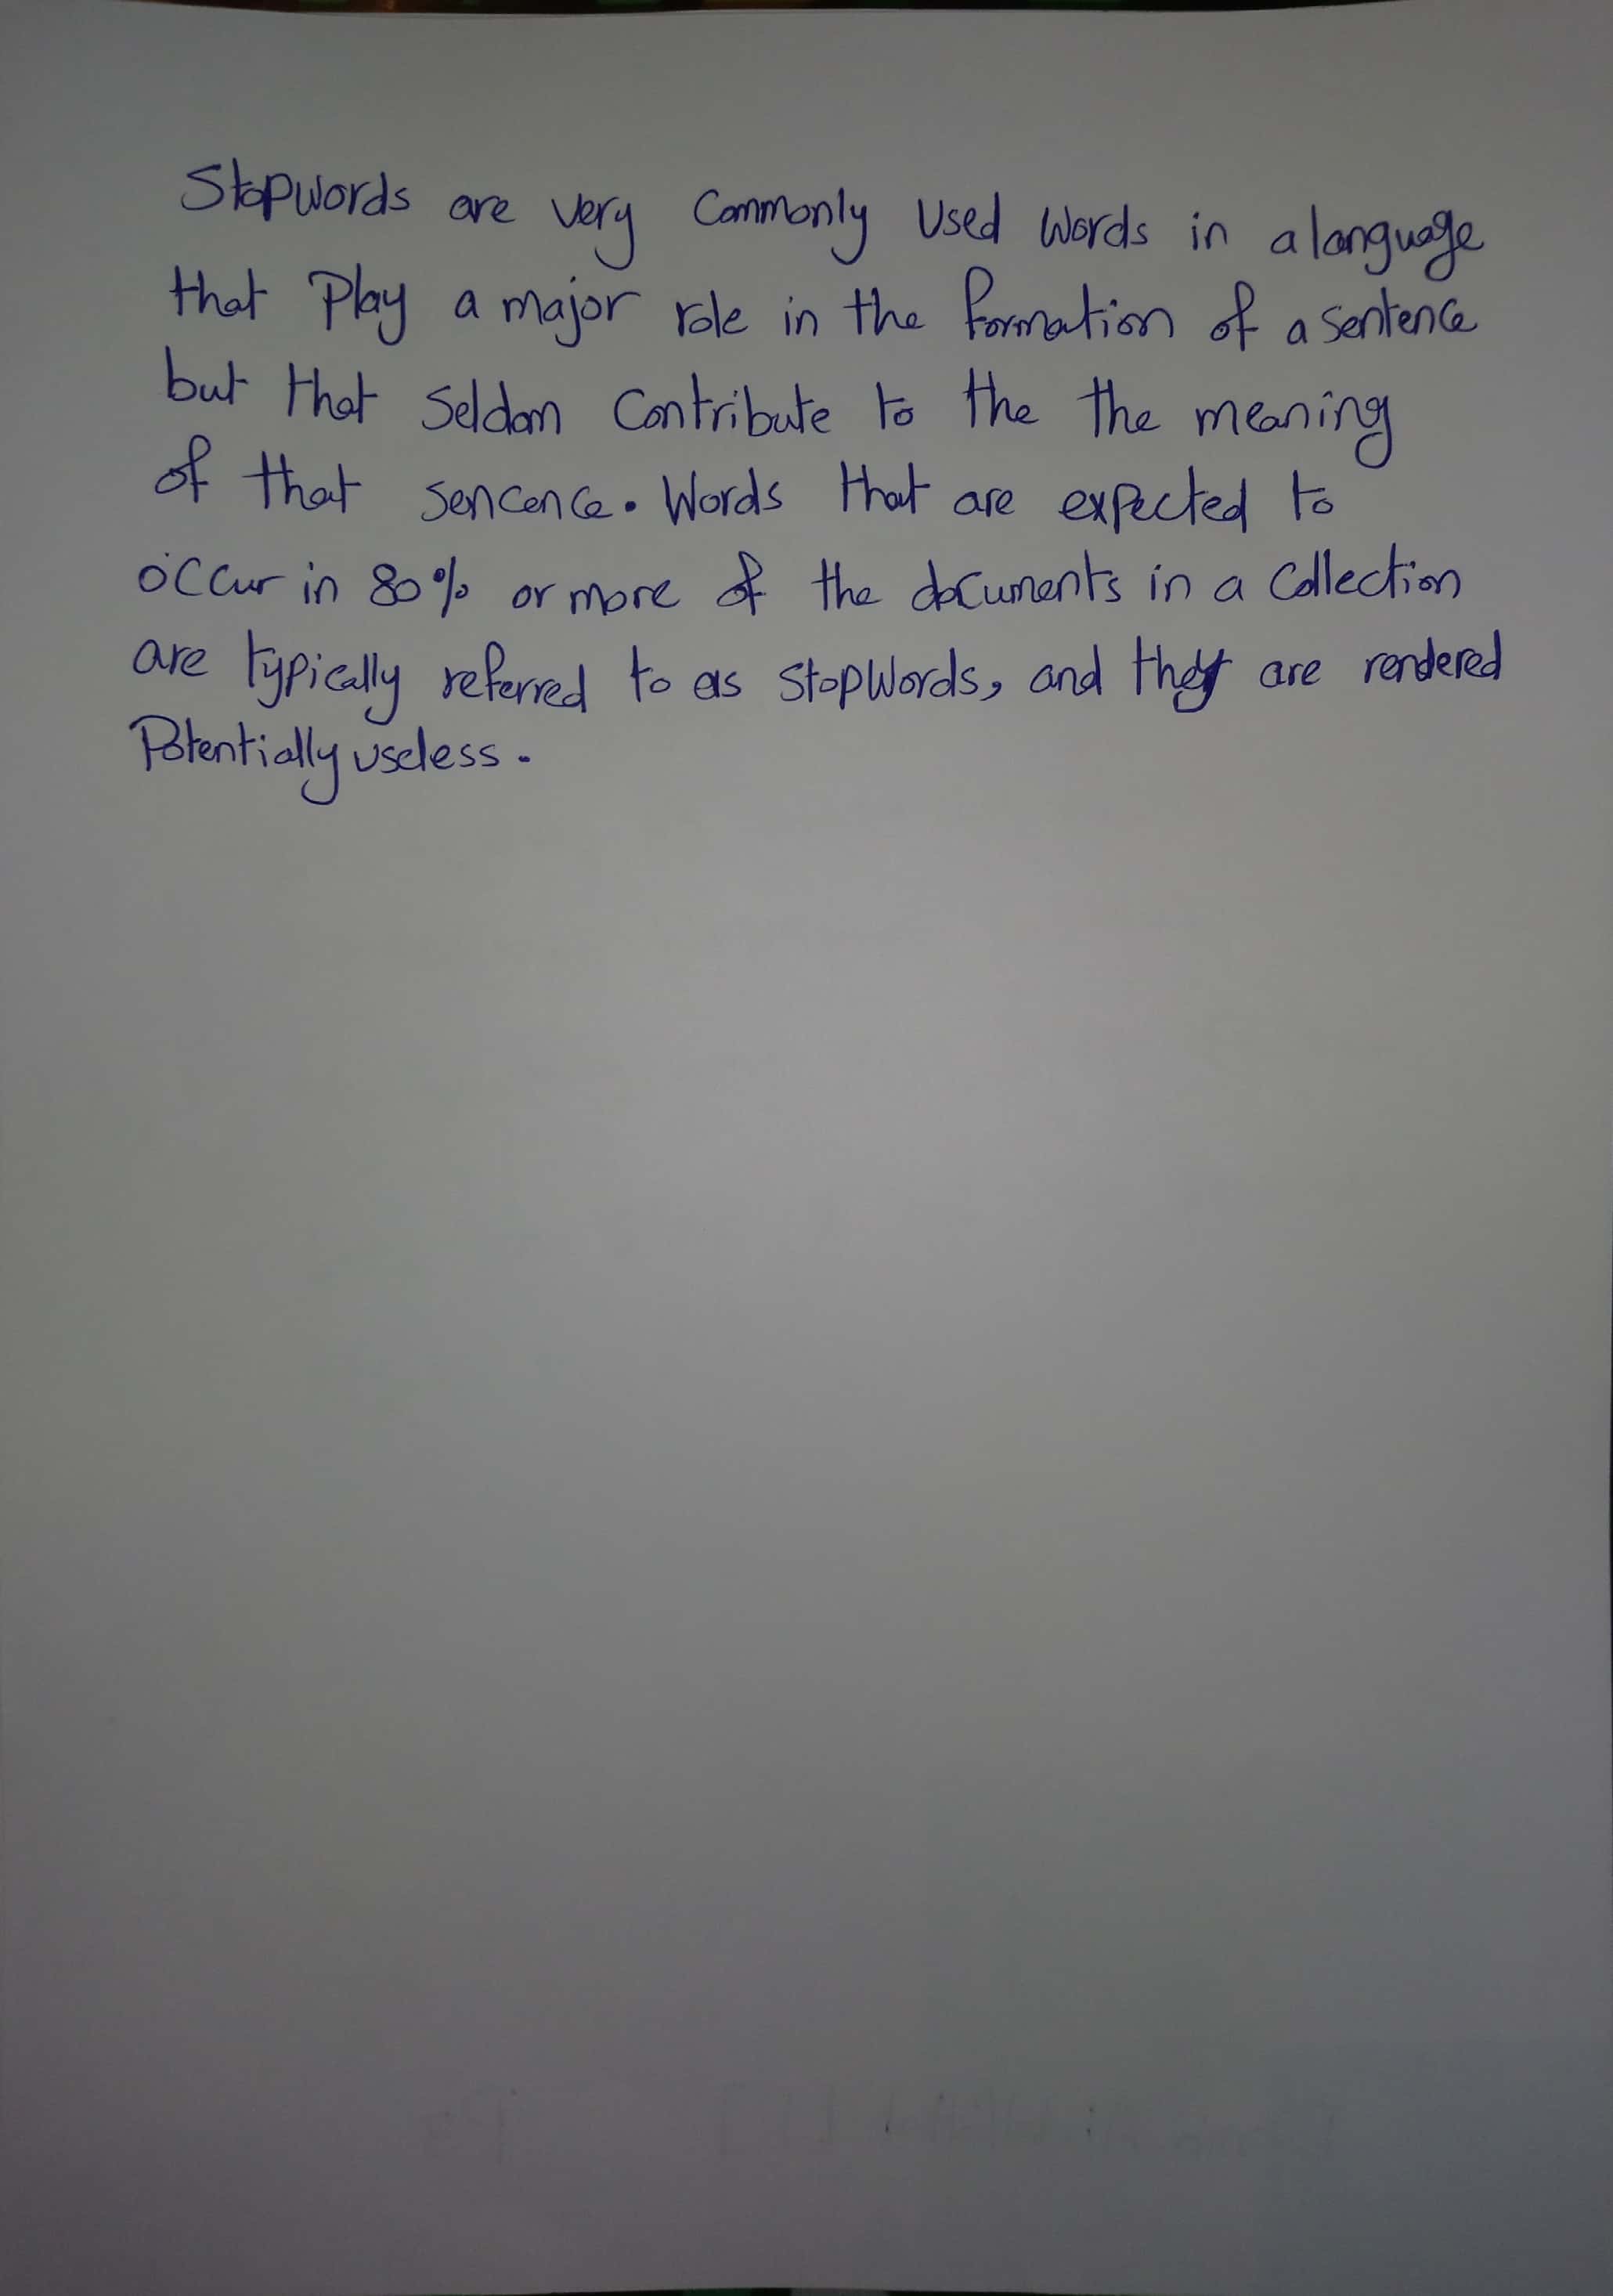 Stopwords are very Commonly Used Words in a language
that Play a major role in the formation of a sentence
but that Seldom Contribute to the the meaning
of that sencence. Words that are expected to
occur in 80% or more of the documents in a Collection
are typically referred to as stopWords, and they are rendered
Potentially useless.